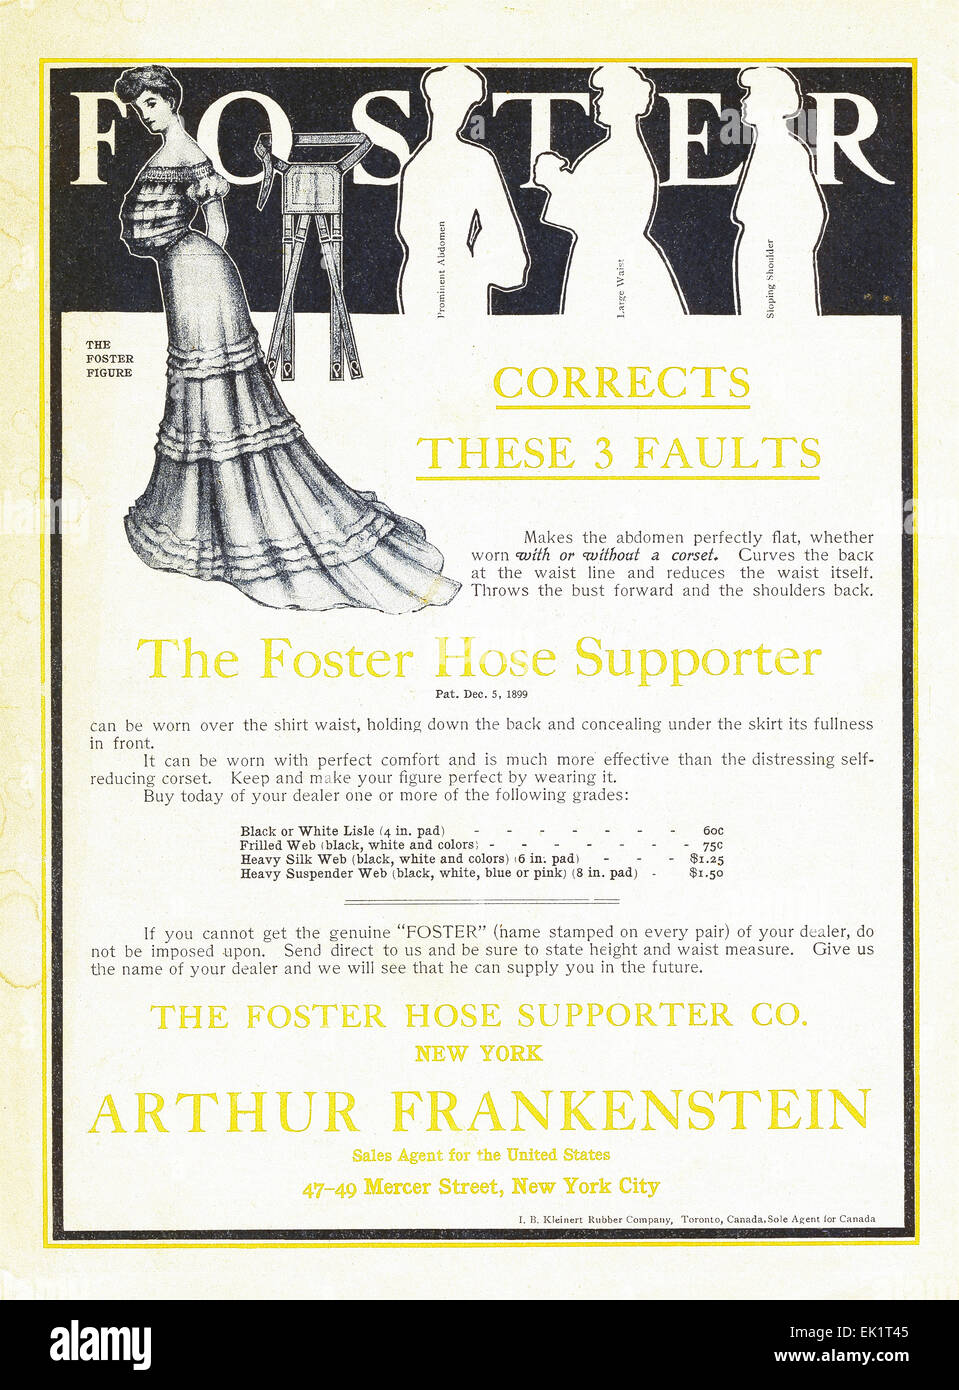 FOSTER
Prominent Abdomen
Large Waist
Sloping Shoulder
THE
FOSTER
FIGURE
CORRECTS
THESE 3 FAULTS
Makes the abdomen perfectly flat, whether
worn with or without a corset. Curves the back
at the waist line and reduces the waist itself.
Throws the bust forward and the shoulders back.
The Foster Hose Supporter
Pat. Dec. 5, 1899
can be worn over the shirt waist, holding down the back and concealing under the skirt its fullness
in front.
It can be worn with perfect comfort and is much more effective than the distressing self-
reducing corset. Keep and make your figure perfect by wearing it.
Buy today of your dealer one or more of the following grades:
Black or White Lisle (4 in. pad) - - - - - - - 60c
Frilled Web (black, white and colors) - - - - - - - 75c
Heavy Silk Web (black, white and colors) (6 in. pad) - - - $1.25
Heavy Suspender Web (black, white, blue or pink) (8 in. pad) - $1.50
If you cannot get the genuine "FOSTER" (name stamped on every pair) of your dealer, do
not be imposed upon. Send direct to us and be sure to state height and waist measure. Give us
the name of your dealer and we will see that he can supply you in the future.
THE FOSTER HOSE SUPPORTER CO.
NEW YORK
ARTHUR FRANKENSTEIN
Sales Agent for the United States
47-49 Mercer Street, New York City
I. B. Kleinert Rubber Company, Toronto, Canada, Sole Agent for Canada
a
alamy
alamy
a alamy
Image ID: EK1T45
www.alamy.com